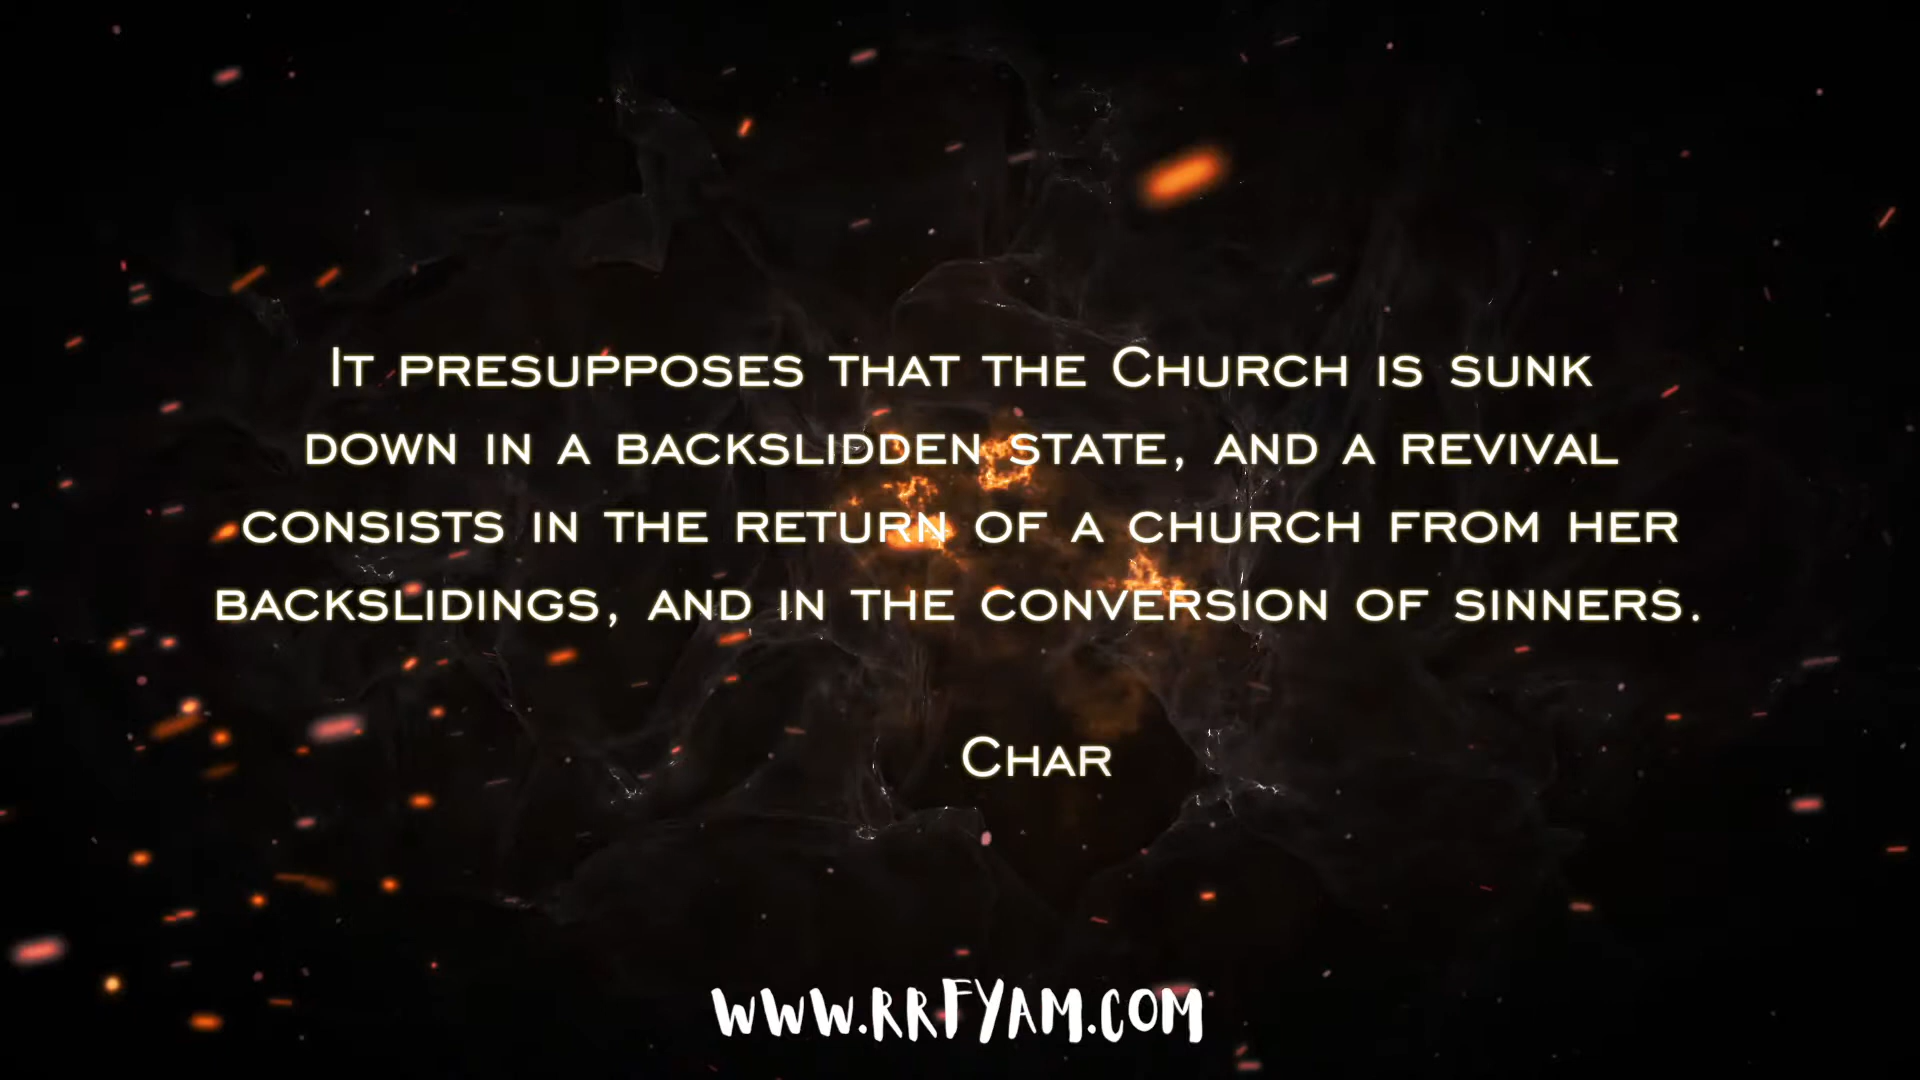 It presupposes that the Church is sunk
down in a backslidden state, and a revival
consists in the return of a church from her
backslidings, and in the conversion of sinners.
Char
www.rrfyam.com